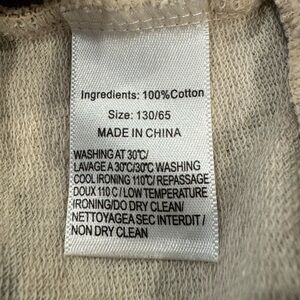 Ingredients: 100%Cotton
Size: 130/65
MADE IN CHINA
WASHING AT 30℃/
LAVAGE A 30℃/30℃ WASHING
COOL IRONING 110℃/ REPASSAGE
DOUX 110 C / LOW TEMPERATURE
IRONING/DO DRY CLEAN/
NETTOYAGEA SEC INTERDIT /
NON DRY CLEAN